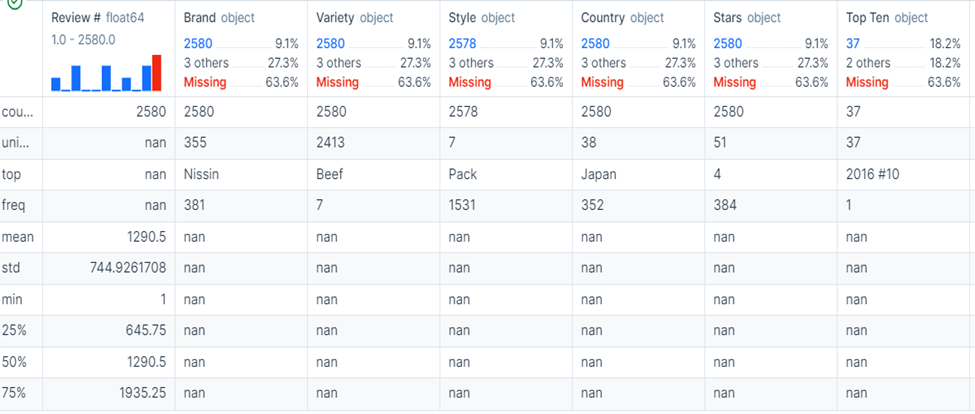 Review # float64 Brand object Variety object Style object Country object Stars object Top Ten object
1.0 - 2580.0 2580 9.1% 2580 9.1% 2578 9.1% 2580 9.1% 2580 9.1% 37 18.2%
3 others 27.3% 3 others 27.3% 3 others 27.3% 3 others 27.3% 3 others 27.3% 2 others 18.2%
Missing 63.6% Missing 63.6% Missing 63.6% Missing 63.6% Missing 63.6% Missing 63.6%
cou... 2580 2580 2580 2578 2580 2580 37
uni... nan 355 2413 7 38 51 37
top nan Nissin Beef Pack Japan 4 2016 #10
freq nan 381 7 1531 352 384 1
mean 1290.5 nan nan nan nan nan nan
std 744.9261708 nan nan nan nan nan nan
min 1 nan nan nan nan nan nan
25% 645.75 nan nan nan nan nan nan
50% 1290.5 nan nan nan nan nan nan
75% 1935.25 nan nan nan nan nan nan